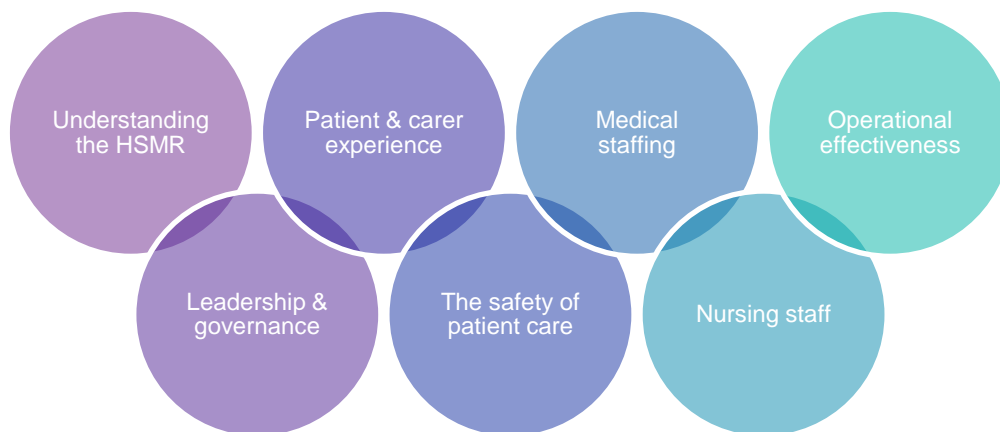 Understanding
the HSMR
Patient & carer
experience
Medical
staffing
Operational
effectiveness
Leadership &
governance
The safety of
patient care
Nursing staff